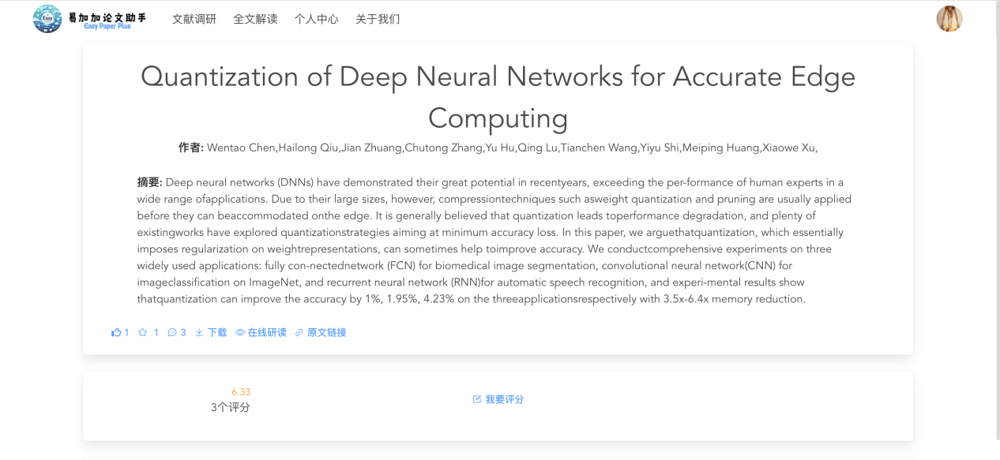 Easy
易加加论文助手
Easy Paper Plus
文献调研 全文解读 个人中心 关于我们
Quantization of Deep Neural Networks for Accurate Edge
Computing
作者: Wentao Chen,Hailong Qiu,Jian Zhuang,Chutong Zhang,Yu Hu,Qing Lu,Tianchen Wang,Yiyu Shi,Meiping Huang,Xiaowe Xu,
摘要: Deep neural networks (DNNs) have demonstrated their great potential in recentyears, exceeding the per-formance of human experts in a
wide range ofapplications. Due to their large sizes, however, compressiontechniques such asweight quantization and pruning are usually applied
before they can beaccommodated onthe edge. It is generally believed that quantization leads toperformance degradation, and plenty of
existingworks have explored quantizationstrategies aiming at minimum accuracy loss. In this paper, we arguethatquantization, which essentially
imposes regularization on weightrepresentations, can sometimes help toimprove accuracy. We conductcomprehensive experiments on three
widely used applications: fully con-nectednetwork (FCN) for biomedical image segmentation, convolutional neural network(CNN) for
imageclassification on ImageNet, and recurrent neural network (RNN)for automatic speech recognition, and experi-mental results show
thatquantization can improve the accuracy by 1%, 1.95%, 4.23% on the threeapplicationsrespectively with 3.5x-6.4x memory reduction.
1 1 3 下载 在线研读 原文链接
6.33
3个评分
我要评分